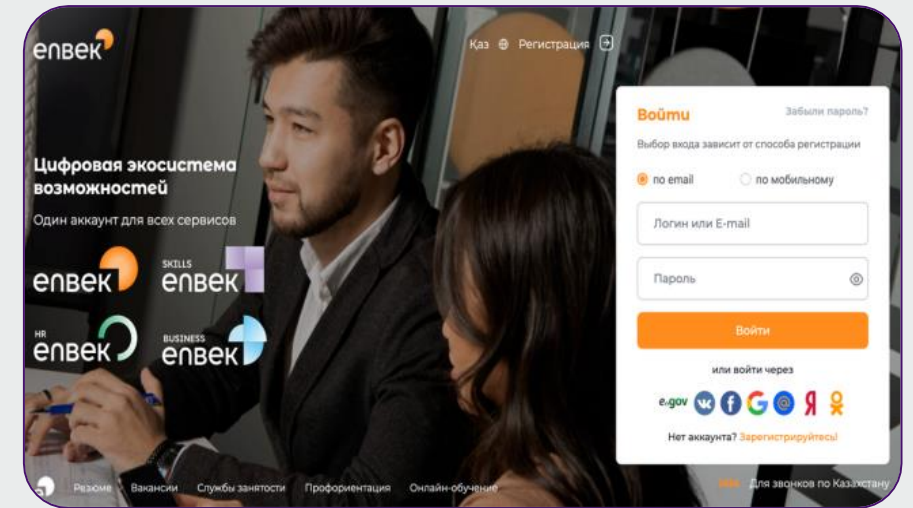 enbek
Қаз Регистрация
Цифровая экосистема
возможностей
Один аккаунт для всех сервисов
enbek
SKILLS
enbek
HR
enbek
BUSINESS
enbek
Войти Забыли пароль?
Выбор входа зависит от способа регистрации
по email по мобильному
Логин или E-mail
Пароль
Войти
или войти через
e.gov
Нет аккаунта? Зарегистрируйтесь!
Резюме Вакансии Службы занятости Профориентация Онлайн-обучение
Для звонков по Казахстану